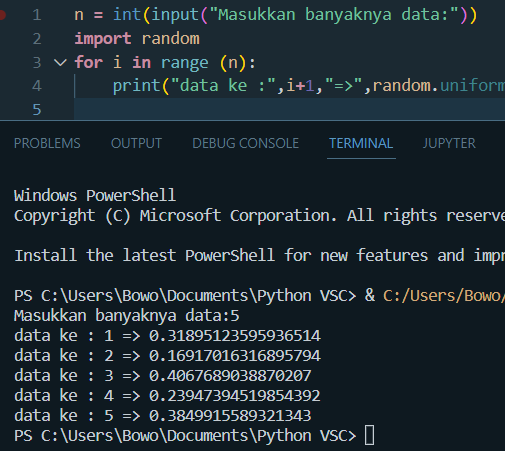 1 n = int(input("Masukkan banyaknya data:"))
2 import random
3 for i in range (n):
4 print("data ke :",i+1,"=>",random.uniform
5
PROBLEMS OUTPUT DEBUG CONSOLE TERMINAL JUPYTER
Windows PowerShell
Copyright (C) Microsoft Corporation. All rights reserve
Install the latest PowerShell for new features and impr
PS C:\Users\Bowo\Documents\Python VSC> & C:/Users/Bowo/
Masukkan banyaknya data:5
data ke : 1 => 0.31895123595936514
data ke : 2 => 0.16917016316895794
data ke : 3 => 0.4067689038870207
data ke : 4 => 0.23947394519854392
data ke : 5 => 0.3849915589321343
PS C:\Users\Bowo\Documents\Python VSC>